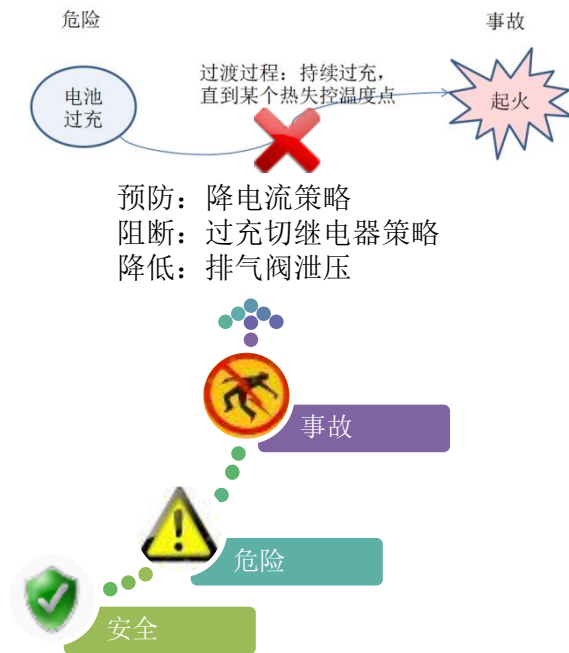 危险
事故
过渡过程：持续过充，
直到某个热失控温度点
电池
过充
起火
预防：降电流策略
阻断：过充切继电器策略
降低：排气阀泄压
事故
危险
安全